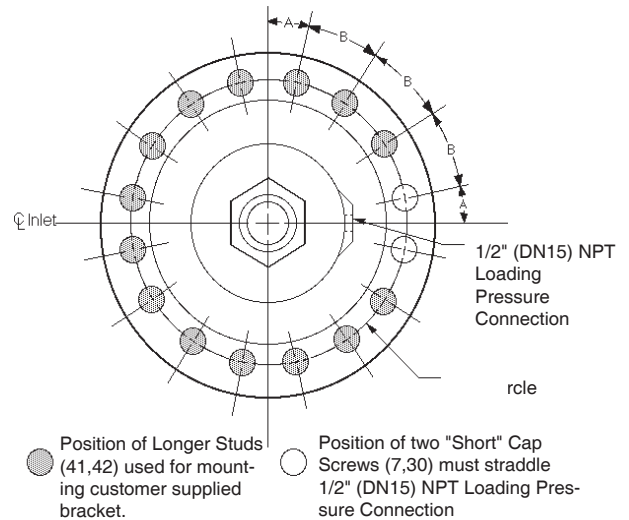 A
B
B
B
A
℄ Inlet
1/2" (DN15) NPT
Loading
Pressure
Connection
rcle
Position of Longer Studs
(41,42) used for mount-
ing customer supplied
bracket.
Position of two "Short" Cap
Screws (7,30) must straddle
1/2" (DN15) NPT Loading Pres-
sure Connection